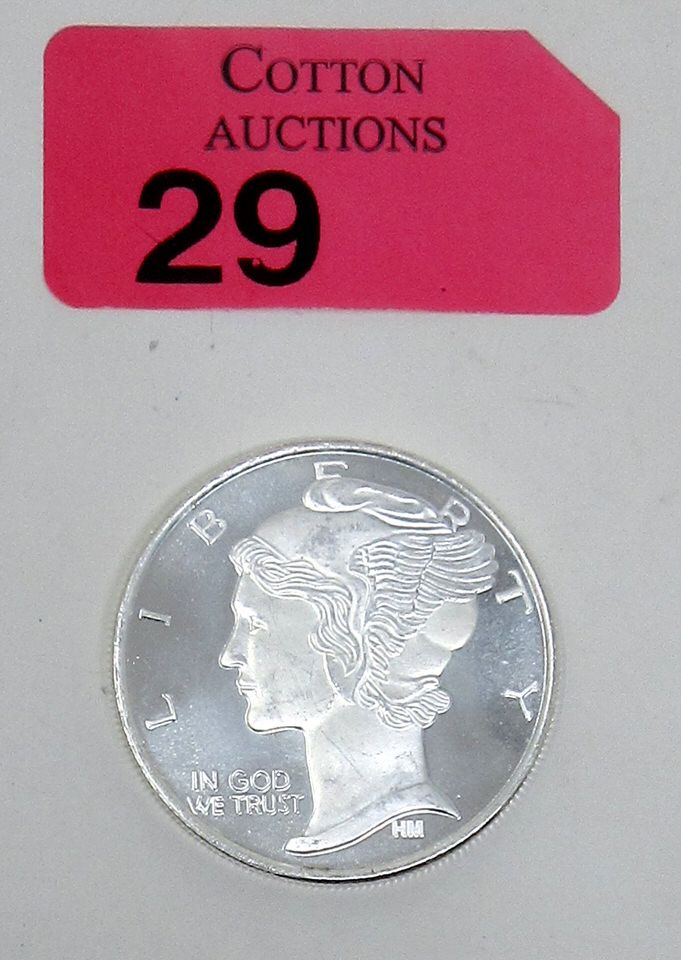 COTTON
AUCTIONS
29
LIBERTY
IN GOD
WE TRUST
HM